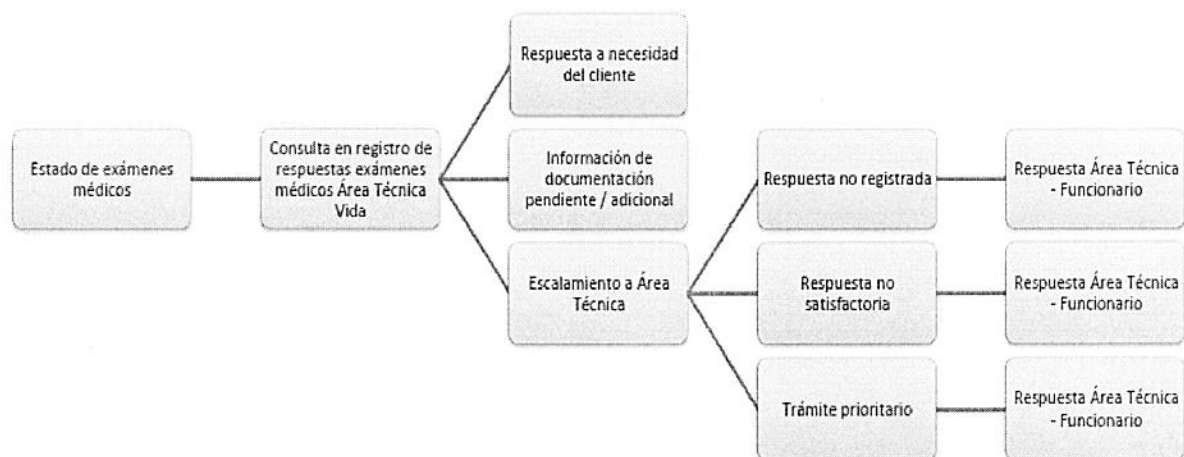 Estado de exámenes
médicos
Consulta en registro de
respuestas exámenes
médicos Área Técnica
Vida
Respuesta a necesidad
del cliente
Información de
documentación
pendiente / adicional
Escalamiento a Área
Técnica
Respuesta no registrada
Respuesta no
satisfactoria
Trámite prioritario
Respuesta Área Técnica
- Funcionario
Respuesta Área Técnica
- Funcionario
Respuesta Área Técnica
- Funcionario